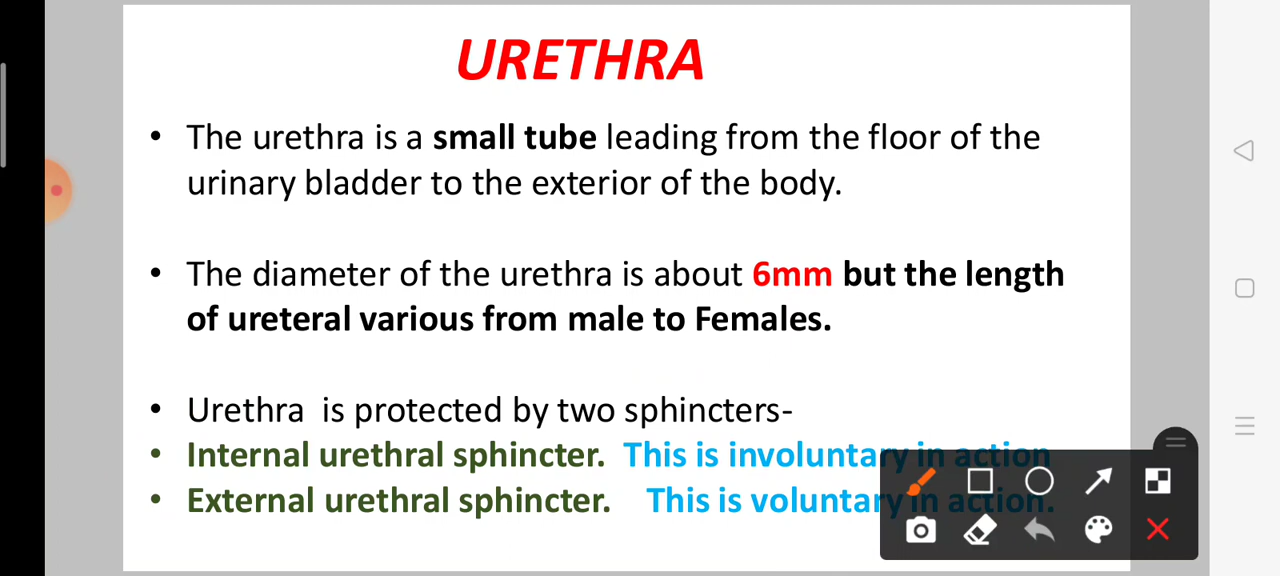 URETHRA
• The urethra is a small tube leading from the floor of the
urinary bladder to the exterior of the body.
• The diameter of the urethra is about 6mm but the length
of ureteral various from male to Females.
• Urethra is protected by two sphincters-
• Internal urethral sphincter. This is involuntary in action
• External urethral sphincter. This is voluntary in action.